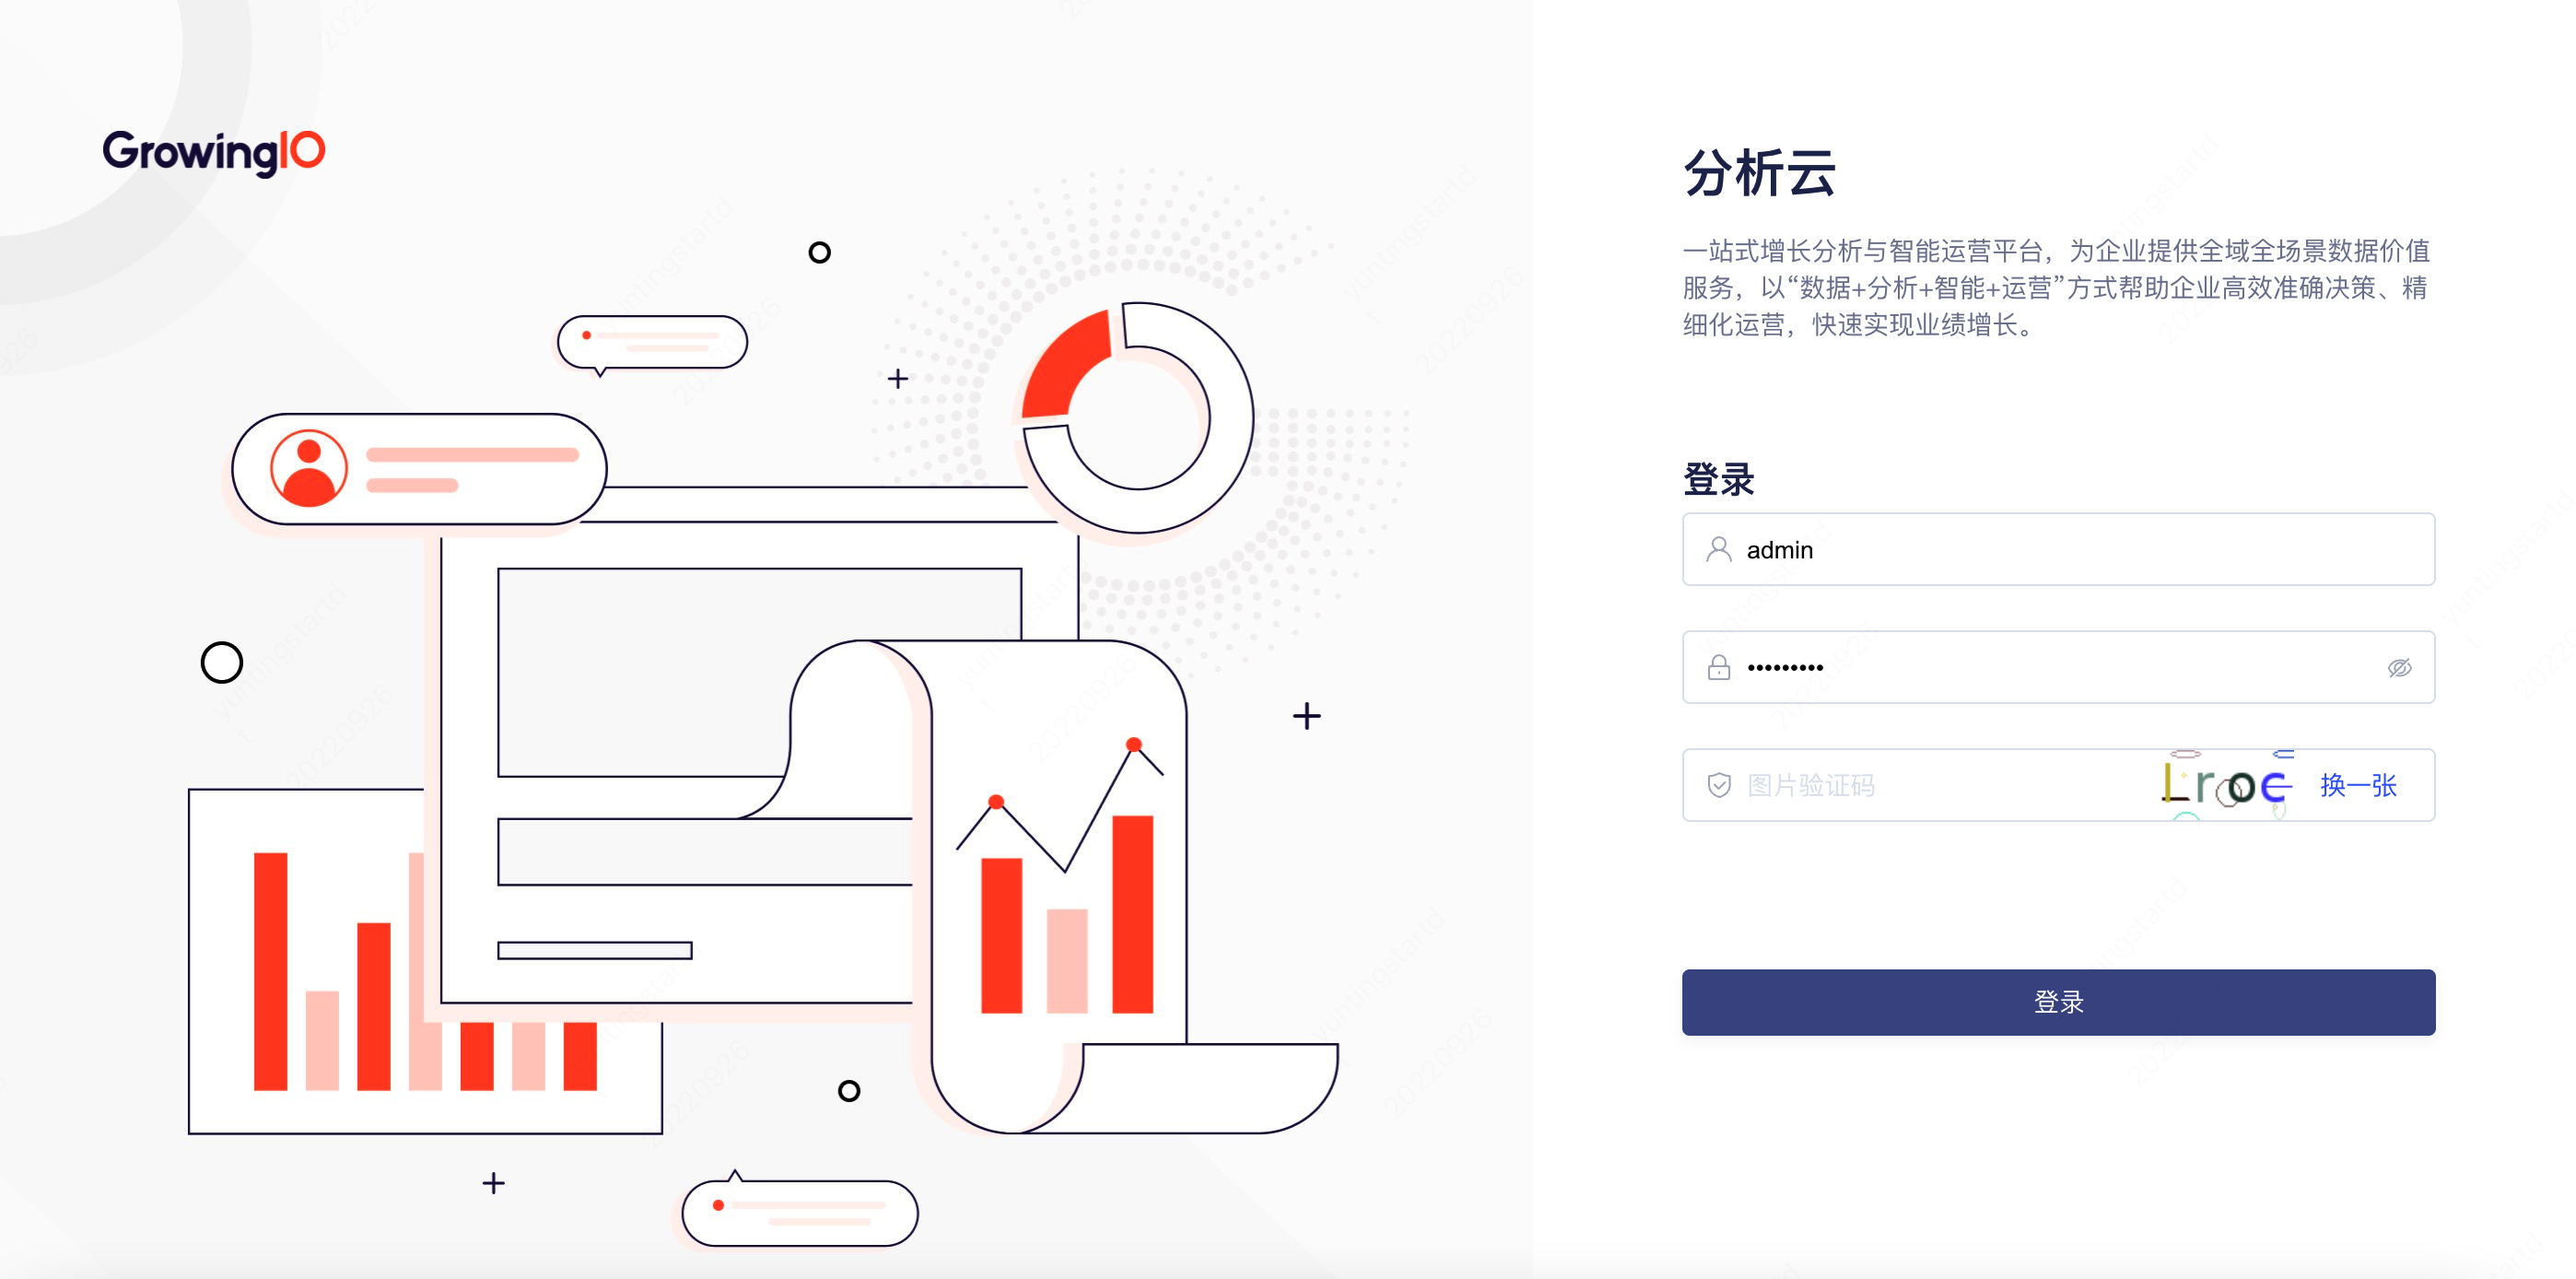 GrowingIO
分析云
一站式增长分析与智能运营平台，为企业提供全域全场景数据价值
服务，以“数据+分析+智能+运营”方式帮助企业高效准确决策、精
细化运营，快速实现业绩增长。
登录
admin
•••••••••
图片验证码
换一张
登录
yuntingstartd
20220926